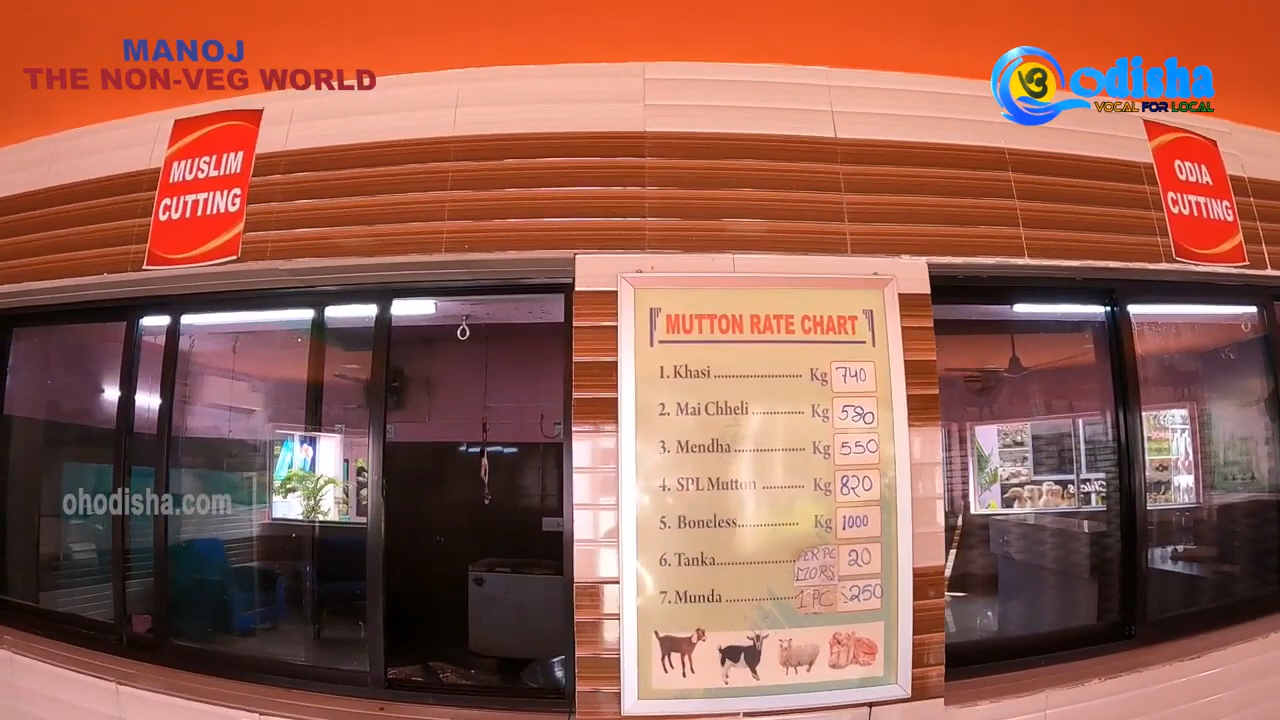 MANOJ
THE NON-VEG WORLD
Odisha
VOCAL FOR LOCAL
MUSLIM
CUTTING
ODIA
CUTTING
MUTTON RATE CHART
1. Khasi ......................... Kg 740
2. Mai Chheli .............. Kg 580
3. Mendha ................... Kg 550
4. SPL Mutton ........... Kg 820
5. Boneless................ Kg 1000
6. Tanka.................... PER PC 20
7. Munda .................. 1 PC 250
ohodisha.com